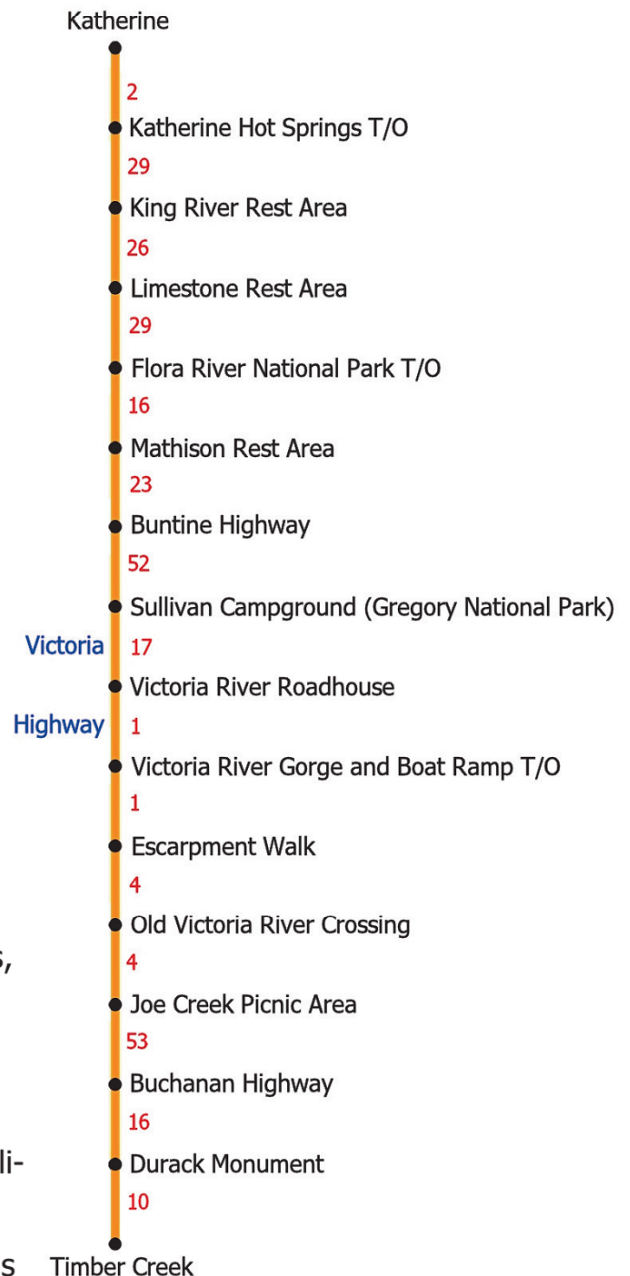 Katherine
2
Katherine Hot Springs T/O
29
King River Rest Area
26
Limestone Rest Area
29
Flora River National Park T/O
16
Mathison Rest Area
23
Buntine Highway
52
Sullivan Campground (Gregory National Park)
Victoria 17
Victoria River Roadhouse
Highway 1
Victoria River Gorge and Boat Ramp T/O
1
Escarpment Walk
4
Old Victoria River Crossing
4
Joe Creek Picnic Area
53
Buchanan Highway
16
Durack Monument
10
Timber Creek